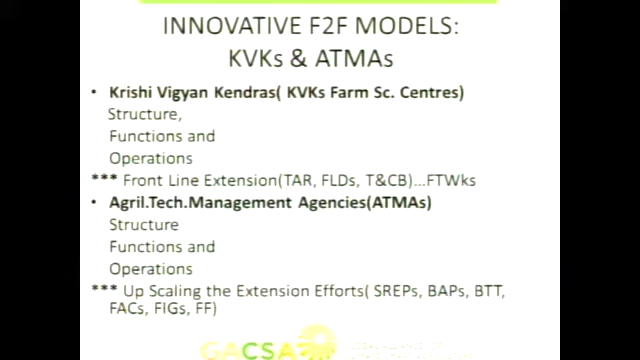 INNOVATIVE F2F MODELS:
KVKs & ATMAs
• Krishi Vigyan Kendras( KVKs Farm Sc. Centres)
Structure,
Functions and
Operations
*** Front Line Extension(TAR, FLDs, T&CB)...FTWks
• Agril.Tech.Management Agencies(ATMAs)
Structure
Functions and
Operations
*** Up Scaling the Extension Efforts( SREPs, BAPs, BTT,
FACs, FIGs, FF)
GACSA